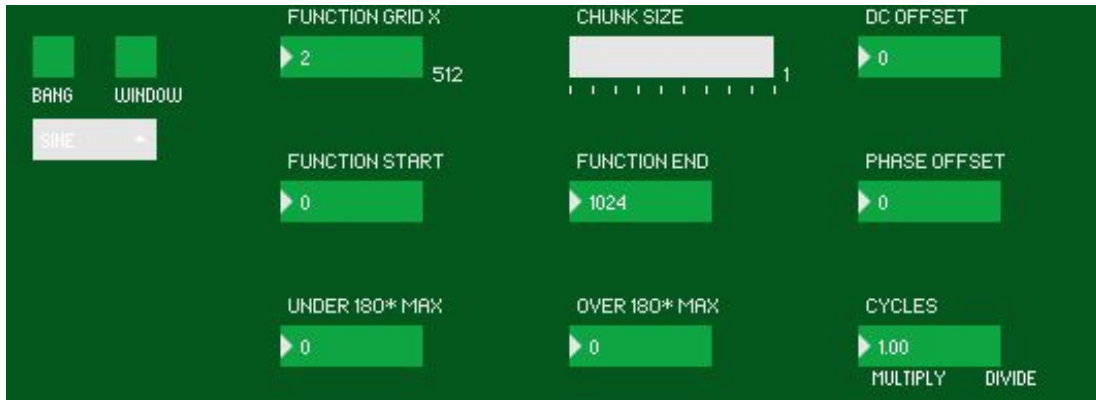 FUNCTION GRID X
CHUNK SIZE
DC OFFSET
2
512
1
0
BANG
WINDOW
SINE
FUNCTION START
FUNCTION END
PHASE OFFSET
0
1024
0
UNDER 180* MAX
OVER 180* MAX
CYCLES
0
0
1.00
MULTIPLY
DIVIDE